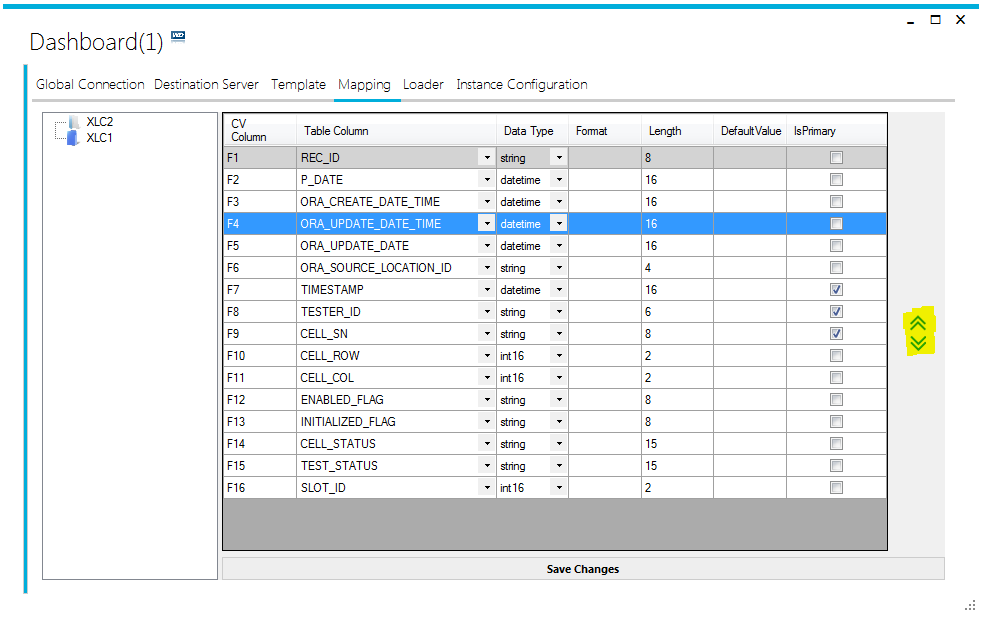 Dashboard(1) WD
Global Connection Destination Server Template Mapping Loader Instance Configuration
XLC2
XLC1
CV Column Table Column Data Type Format Length DefaultValue IsPrimary
F1 REC_ID string 8
F2 P_DATE datetime 16
F3 ORA_CREATE_DATE_TIME datetime 16
F4 ORA_UPDATE_DATE_TIME datetime 16
F5 ORA_UPDATE_DATE datetime 16
F6 ORA_SOURCE_LOCATION_ID string 4
F7 TIMESTAMP datetime 16
F8 TESTER_ID string 6
F9 CELL_SN string 8
F10 CELL_ROW int16 2
F11 CELL_COL int16 2
F12 ENABLED_FLAG string 8
F13 INITIALIZED_FLAG string 8
F14 CELL_STATUS string 15
F15 TEST_STATUS string 15
F16 SLOT_ID int16 2
Save Changes